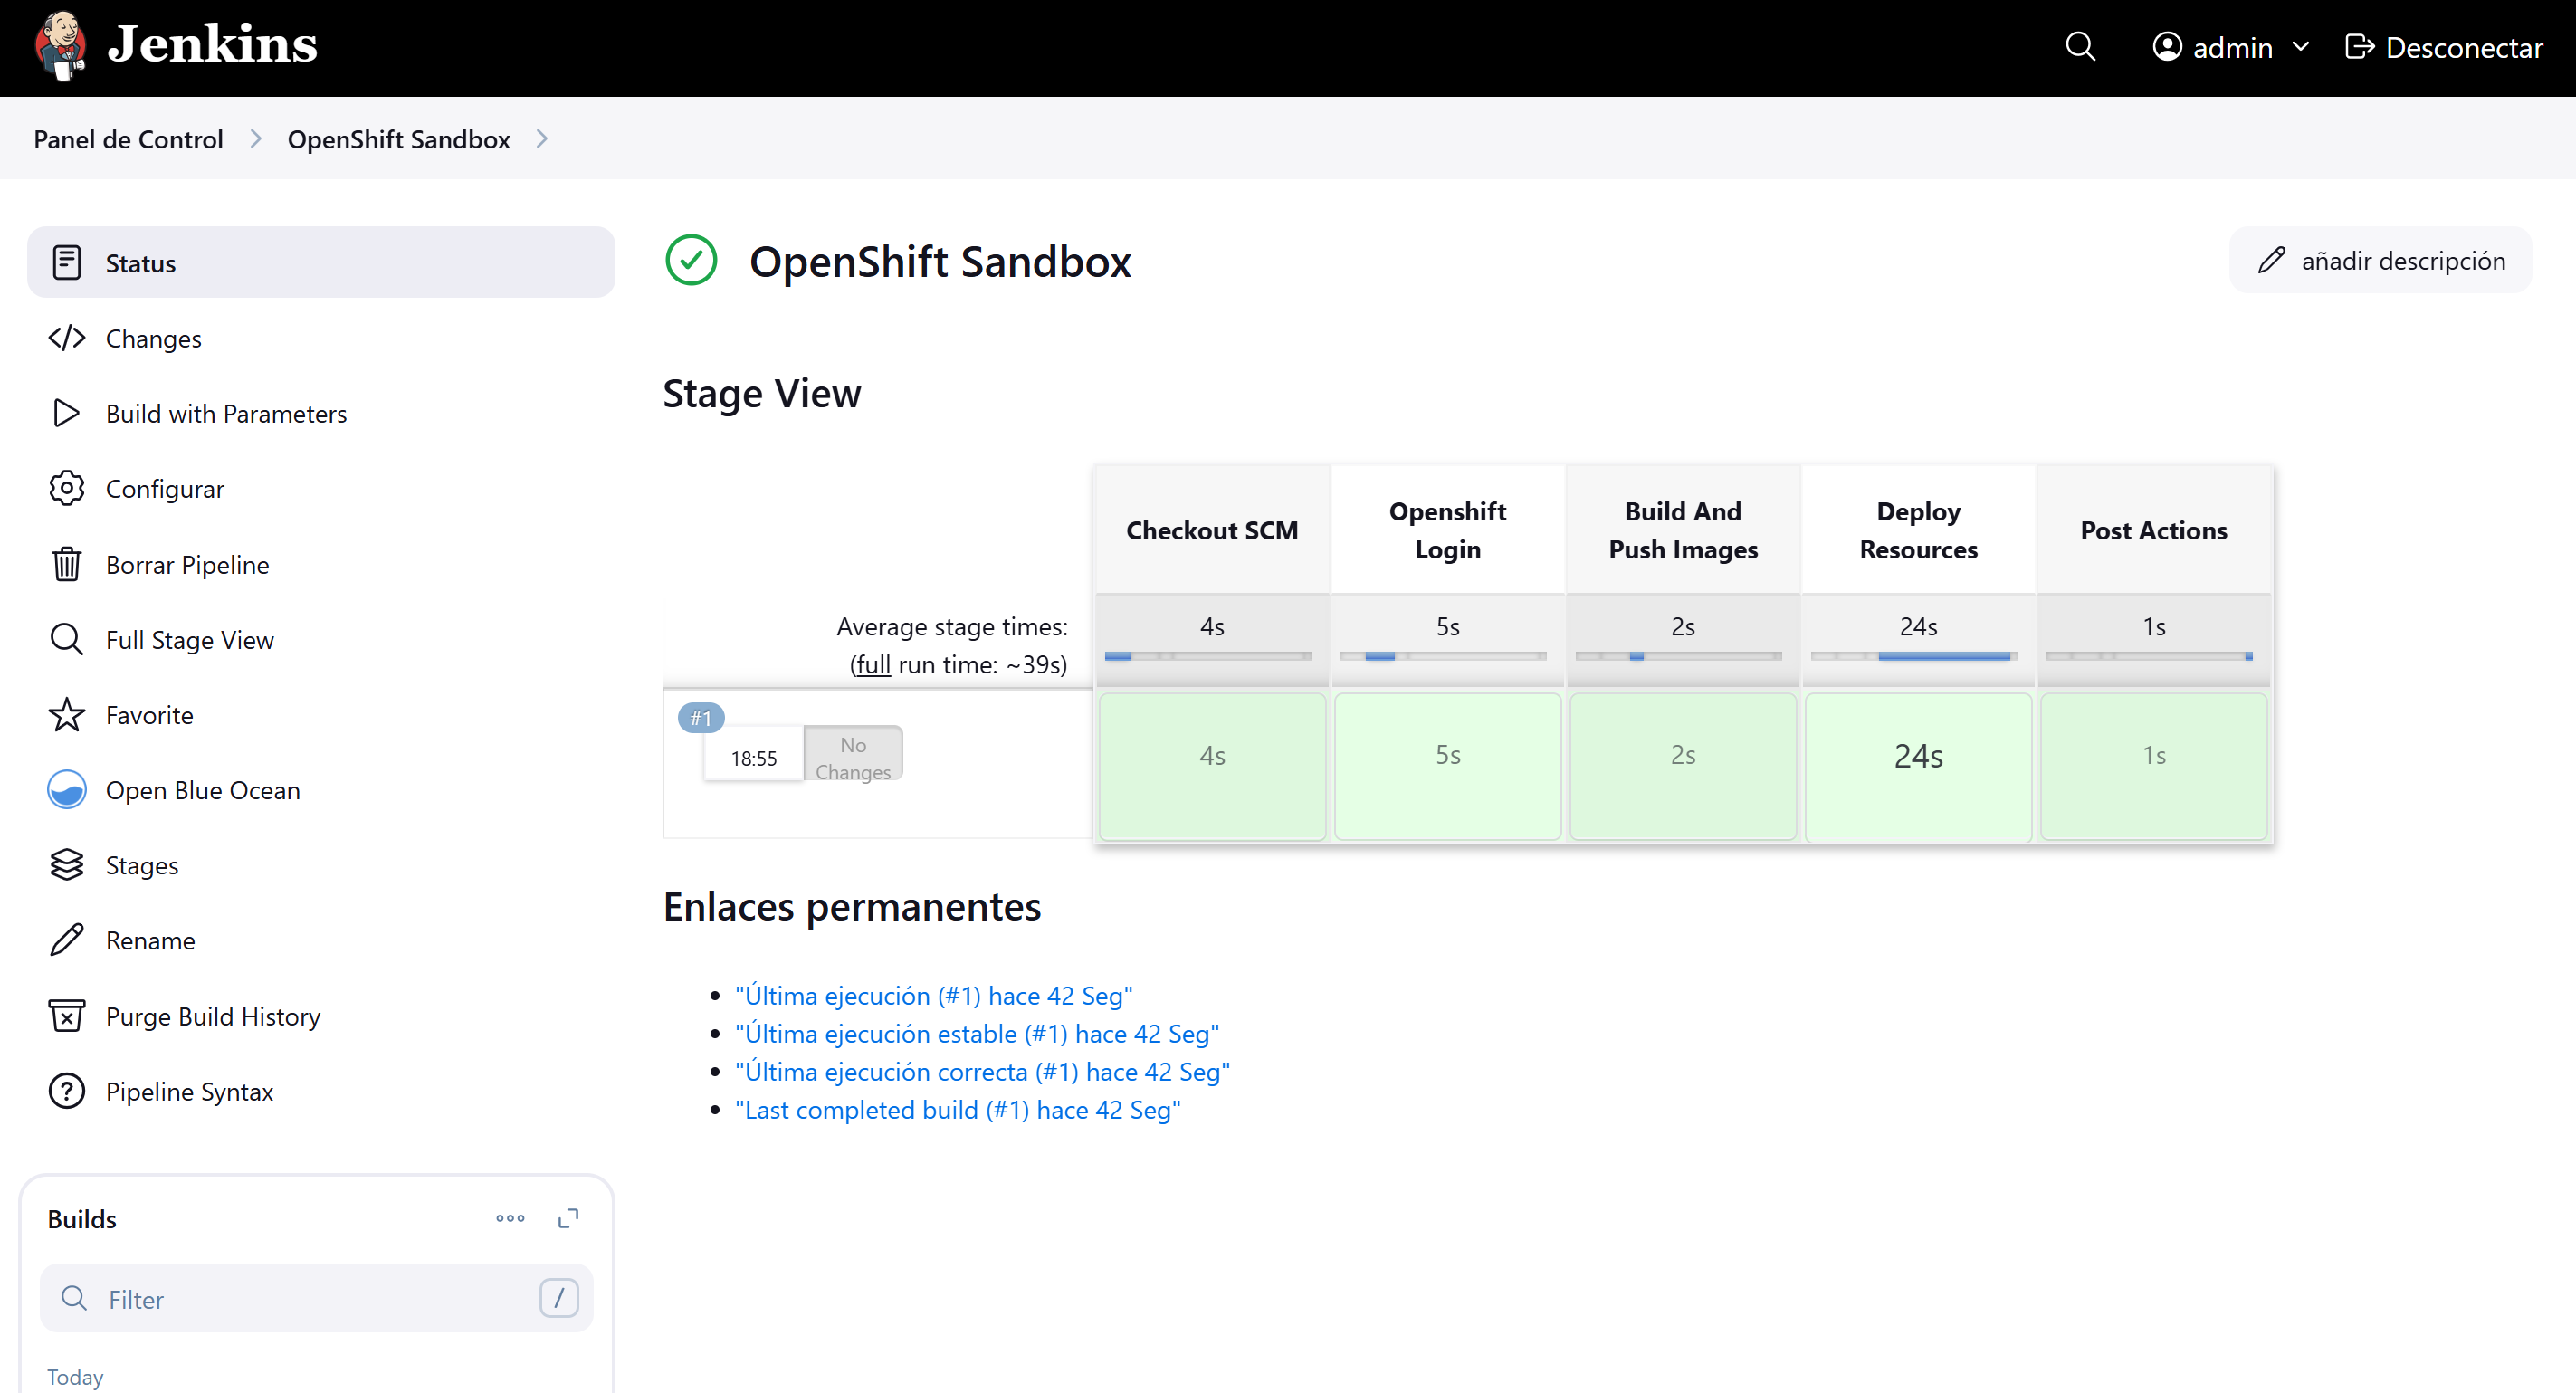 Jenkins
admin
Desconectar
Panel de Control
OpenShift Sandbox
Status
Changes
Build with Parameters
Configurar
Borrar Pipeline
Full Stage View
Favorite
Open Blue Ocean
Stages
Rename
Purge Build History
Pipeline Syntax
Builds
Filter
/
Today
OpenShift Sandbox
añadir descripción
Stage View
Checkout SCM
Openshift
Login
Build And
Push Images
Deploy
Resources
Post Actions
Average stage times:
(full run time: ~39s)
4s
5s
2s
24s
1s
#1
18:55
No
Changes
4s
5s
2s
24s
1s
Enlaces permanentes
"Última ejecución (#1) hace 42 Seg"
"Última ejecución estable (#1) hace 42 Seg"
"Última ejecución correcta (#1) hace 42 Seg"
"Last completed build (#1) hace 42 Seg"